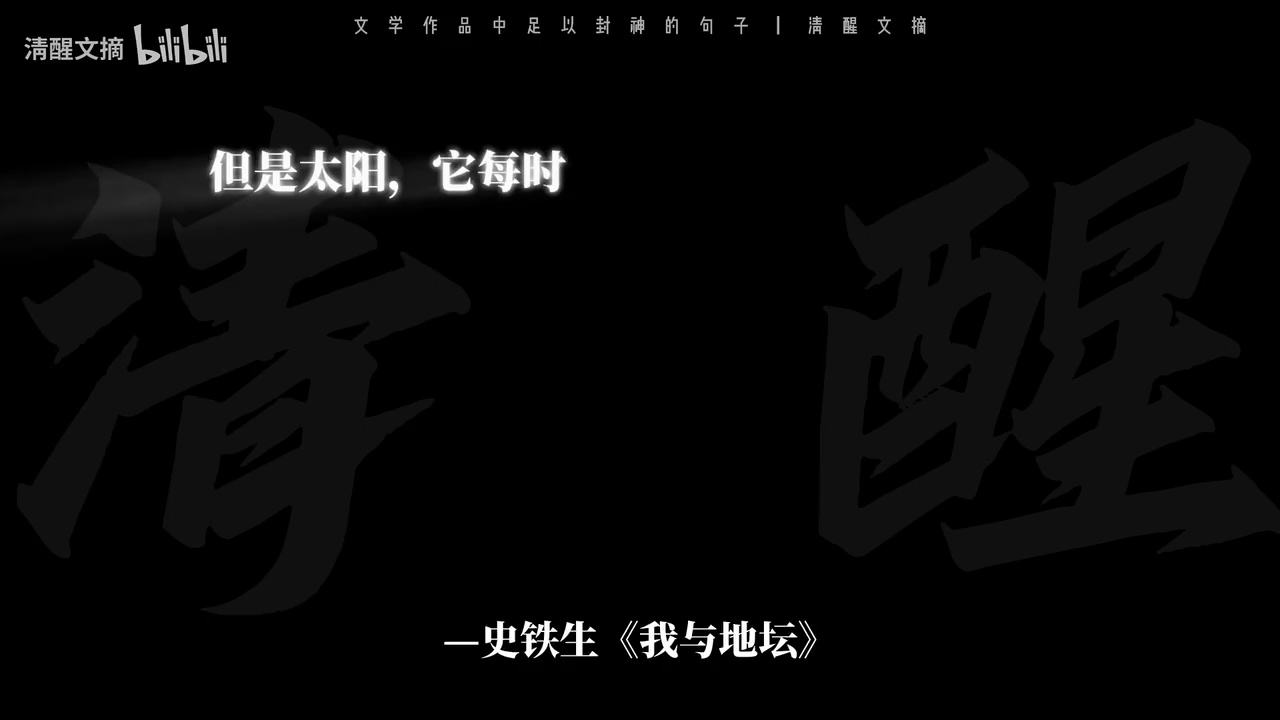 文学作品中足以封神的句子 | 清醒文摘
清醒文摘 bilibili
但是太阳，它每时
清醒
—史铁生《我与地坛》